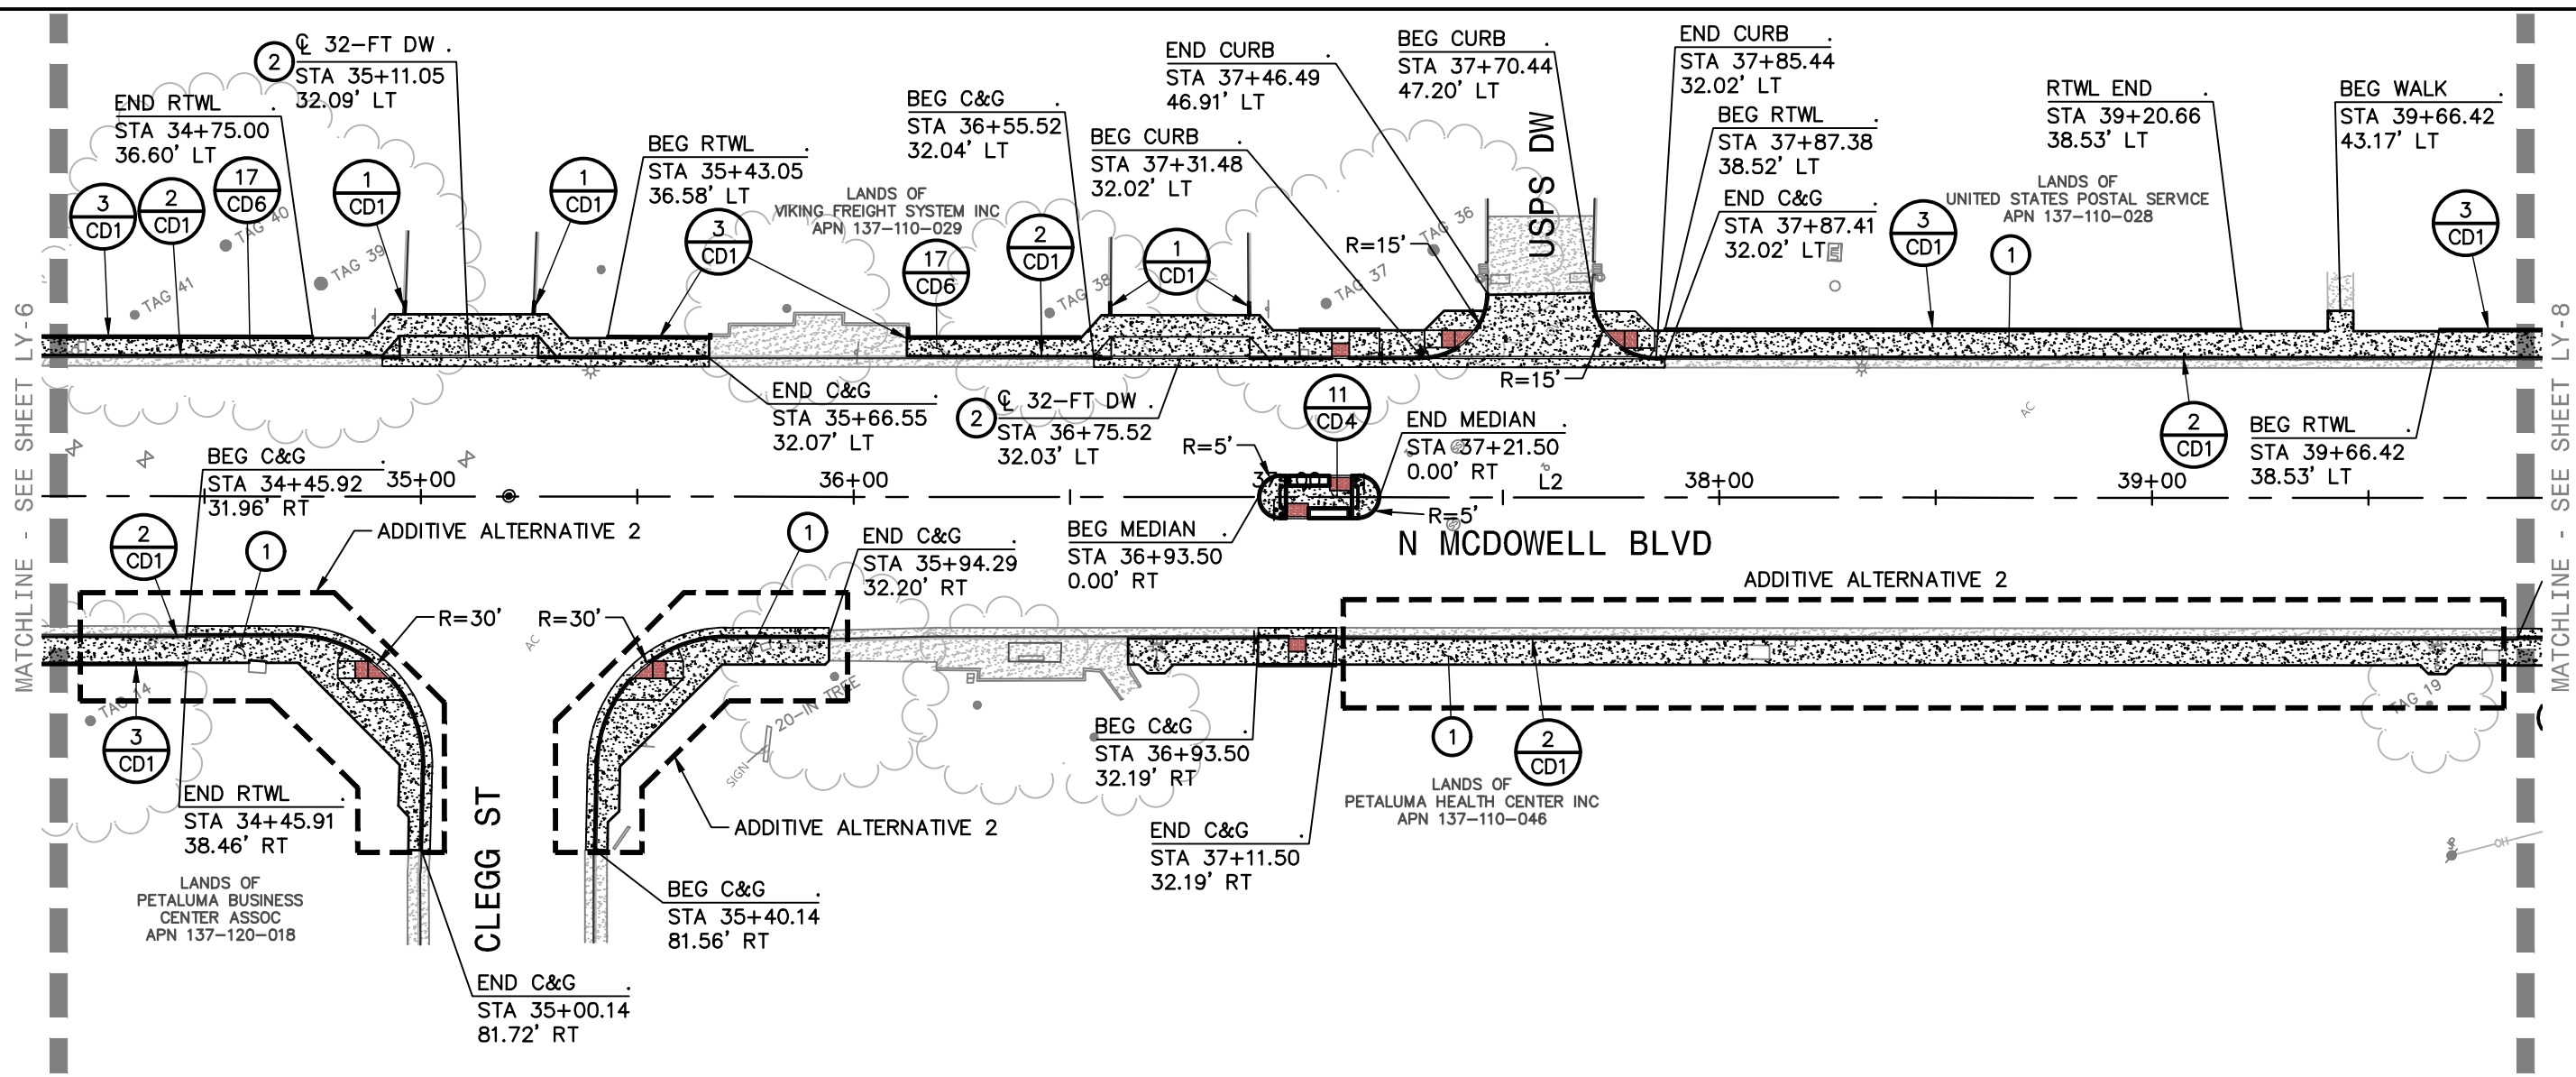 MATCHLINE - SEE SHEET LY-6
2
℄ 32-FT DW .
STA 35+11.05
32.09' LT
END RTWL .
STA 34+75.00
36.60' LT
3
CD1
2
CD1
17
CD6
1
CD1
1
CD1
TAG 41
TAG 40
TAG 39
BEG RTWL .
STA 35+43.05
36.58' LT
LANDS OF
VIKING FREIGHT SYSTEM INC
APN 137-110-029
3
CD1
BEG C&G .
STA 36+55.52
32.04' LT
17
CD6
2
CD1
TAG 38
BEG CURB .
STA 37+31.48
32.02' LT
1
CD1
END CURB .
STA 37+46.49
46.91' LT
R=15'
TAG 36
TAG 37
BEG CURB .
STA 37+70.44
47.20' LT
USPS DW
END CURB .
STA 37+85.44
32.02' LT
BEG RTWL .
STA 37+87.38
38.52' LT
END C&G .
STA 37+87.41
32.02' LT
R=15'
3
CD1
1
RTWL END .
STA 39+20.66
38.53' LT
LANDS OF
UNITED STATES POSTAL SERVICE
APN 137-110-028
BEG WALK .
STA 39+66.42
43.17' LT
3
CD1
END C&G .
STA 35+66.55
32.07' LT
2
℄ 32-FT DW .
STA 36+75.52
32.03' LT
11
CD4
END MEDIAN .
STA 37+21.50
0.00' RT
R=5'
AC
2
CD1
BEG RTWL .
STA 39+66.42
38.53' LT
BEG C&G .
STA 34+45.92
31.96' RT
35+00
36+00
L2
38+00
39+00
R=5'
N MCDOWELL BLVD
2
CD1
1
ADDITIVE ALTERNATIVE 2
1
END C&G .
STA 35+94.29
32.20' RT
BEG MEDIAN .
STA 36+93.50
0.00' RT
ADDITIVE ALTERNATIVE 2
R=30'
R=30'
AC
TAG 14
3
CD1
20-IN TREE
SIGN
TAG 19
END RTWL .
STA 34+45.91
38.46' RT
CLEGG ST
ADDITIVE ALTERNATIVE 2
BEG C&G .
STA 36+93.50
32.19' RT
1
2
CD1
LANDS OF
PETALUMA HEALTH CENTER INC
APN 137-110-046
END C&G .
STA 37+11.50
32.19' RT
OH
LANDS OF
PETALUMA BUSINESS
CENTER ASSOC
APN 137-120-018
BEG C&G .
STA 35+40.14
81.56' RT
END C&G .
STA 35+00.14
81.72' RT
MATCHLINE - SEE SHEET LY-8